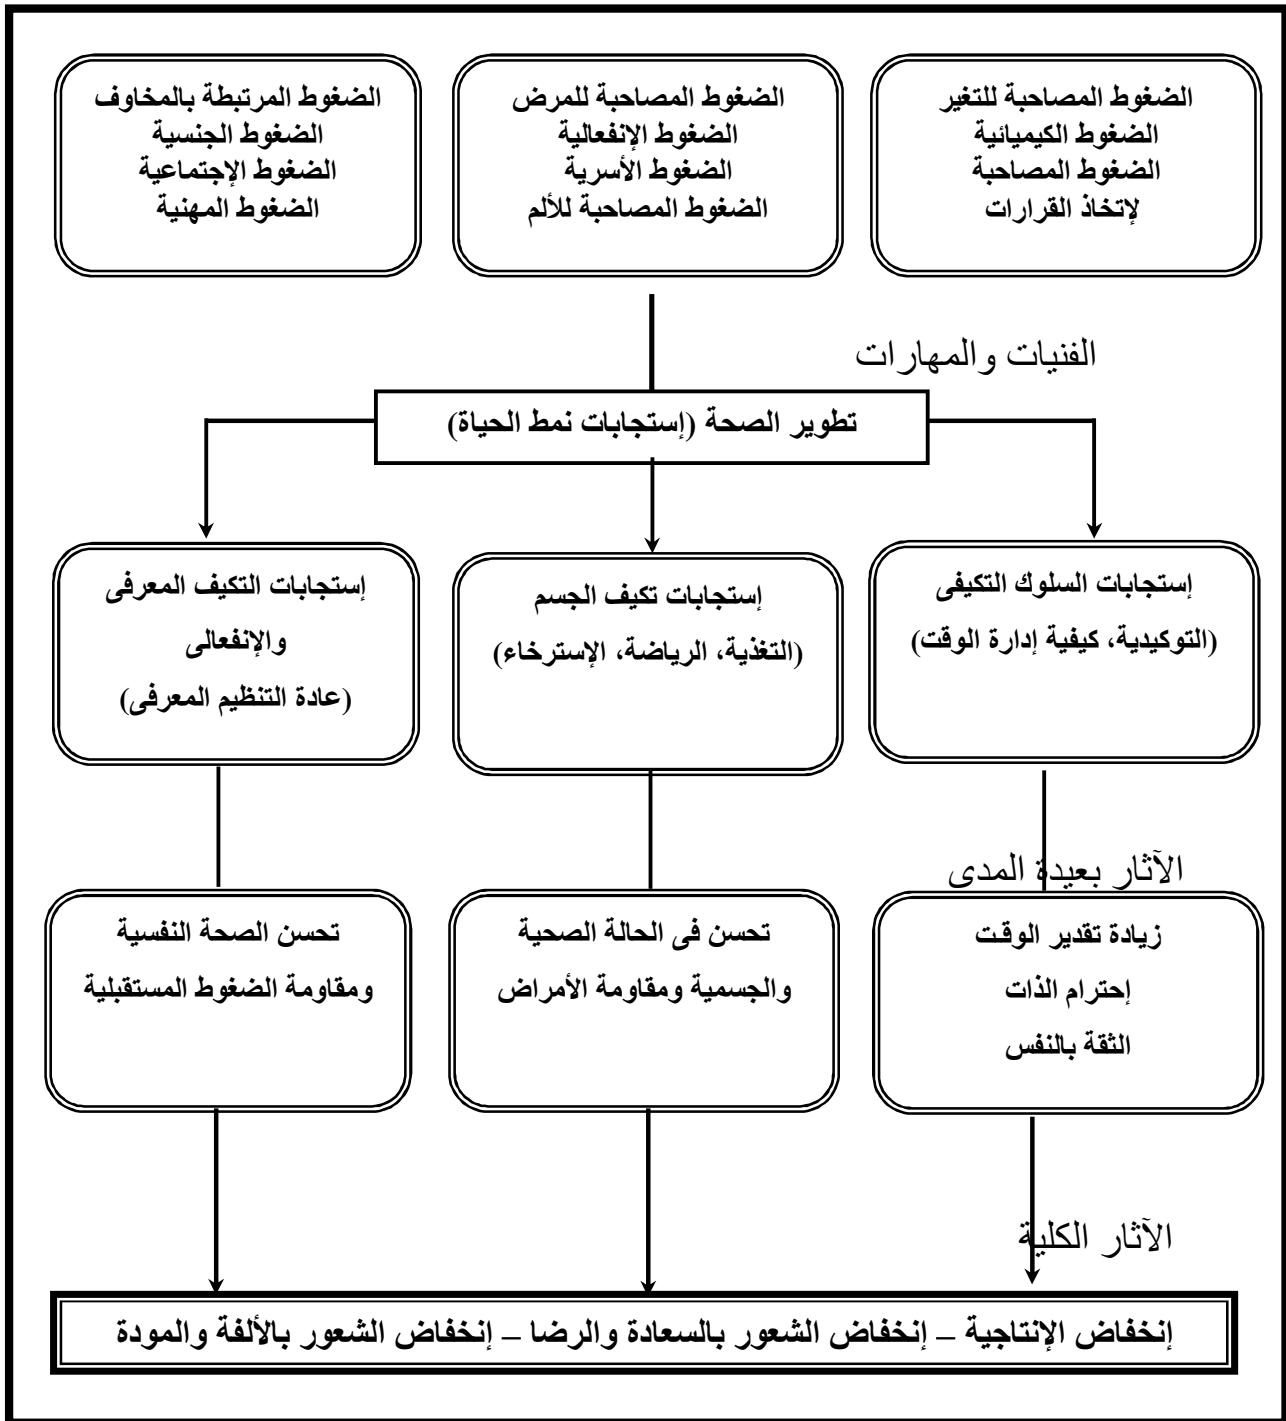 الضغوط المصاحبة للتغير
الضغوط الكيميائية
الضغوط المصاحبة
لإتخاذ القرارات
الضغوط المصاحبة للمرض
الضغوط الإنفعالية
الضغوط الأسرية
الضغوط المصاحبة للألم
الضغوط المرتبطة بالمخاوف
الضغوط الجنسية
الضغوط الإجتماعية
الضغوط المهنية
الفنيات والمهارات
تطوير الصحة (إستجابات نمط الحياة)
إستجابات السلوك التكيفى
(التوكيدية، كيفية إدارة الوقت)
إستجابات تكيف الجسم
(التغذية، الرياضة، الإسترخاء)
إستجابات التكيف المعرفى
والإنفعالى
(عادة التنظيم المعرفى)
الآثار بعيدة المدى
زيادة تقدير الوقت
إحترام الذات
الثقة بالنفس
تحسن فى الحالة الصحية
والجسمية ومقاومة الأمراض
تحسن الصحة النفسية
ومقاومة الضغوط المستقبلية
الآثار الكلية
إنخفاض الإنتاجية – إنخفاض الشعور بالسعادة والرضا – إنخفاض الشعور بالألفة والمودة